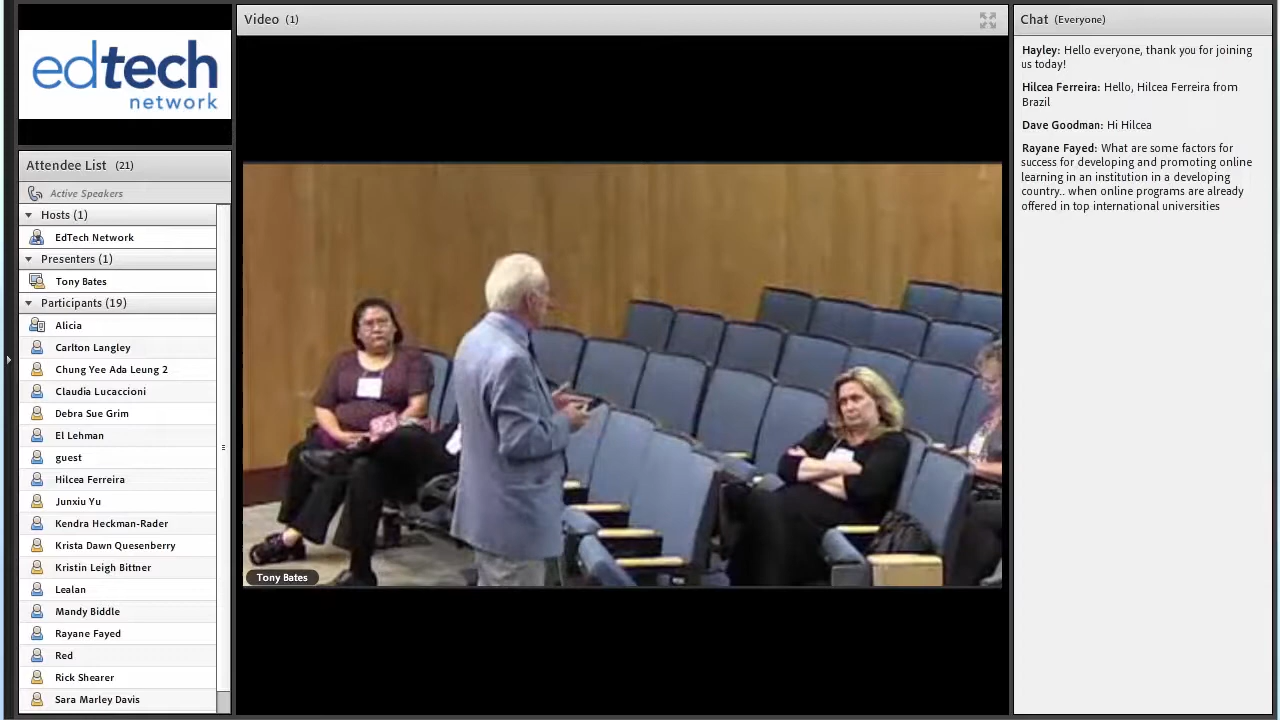 edtech
network
Attendee List (21)
Active Speakers
Hosts (1)
EdTech Network
Presenters (1)
Tony Bates
Participants (19)
Alicia
Carlton Langley
Chung Yee Ada Leung 2
Claudia Lucaccioni
Debra Sue Grim
El Lehman
guest
Hilcea Ferreira
Junxiu Yu
Kendra Heckman-Rader
Krista Dawn Quesenberry
Kristin Leigh Bittner
Lealan
Mandy Biddle
Rayane Fayed
Red
Rick Shearer
Sara Marley Davis
Video (1)
Tony Bates
Chat (Everyone)
Hayley: Hello everyone, thank you for joining
us today!
Hilcea Ferreira: Hello, Hilcea Ferreira from
Brazil
Dave Goodman: Hi Hilcea
Rayane Fayed: What are some factors for
success for developing and promoting online
learning in an institution in a developing
country.. when online programs are already
offered in top international universities